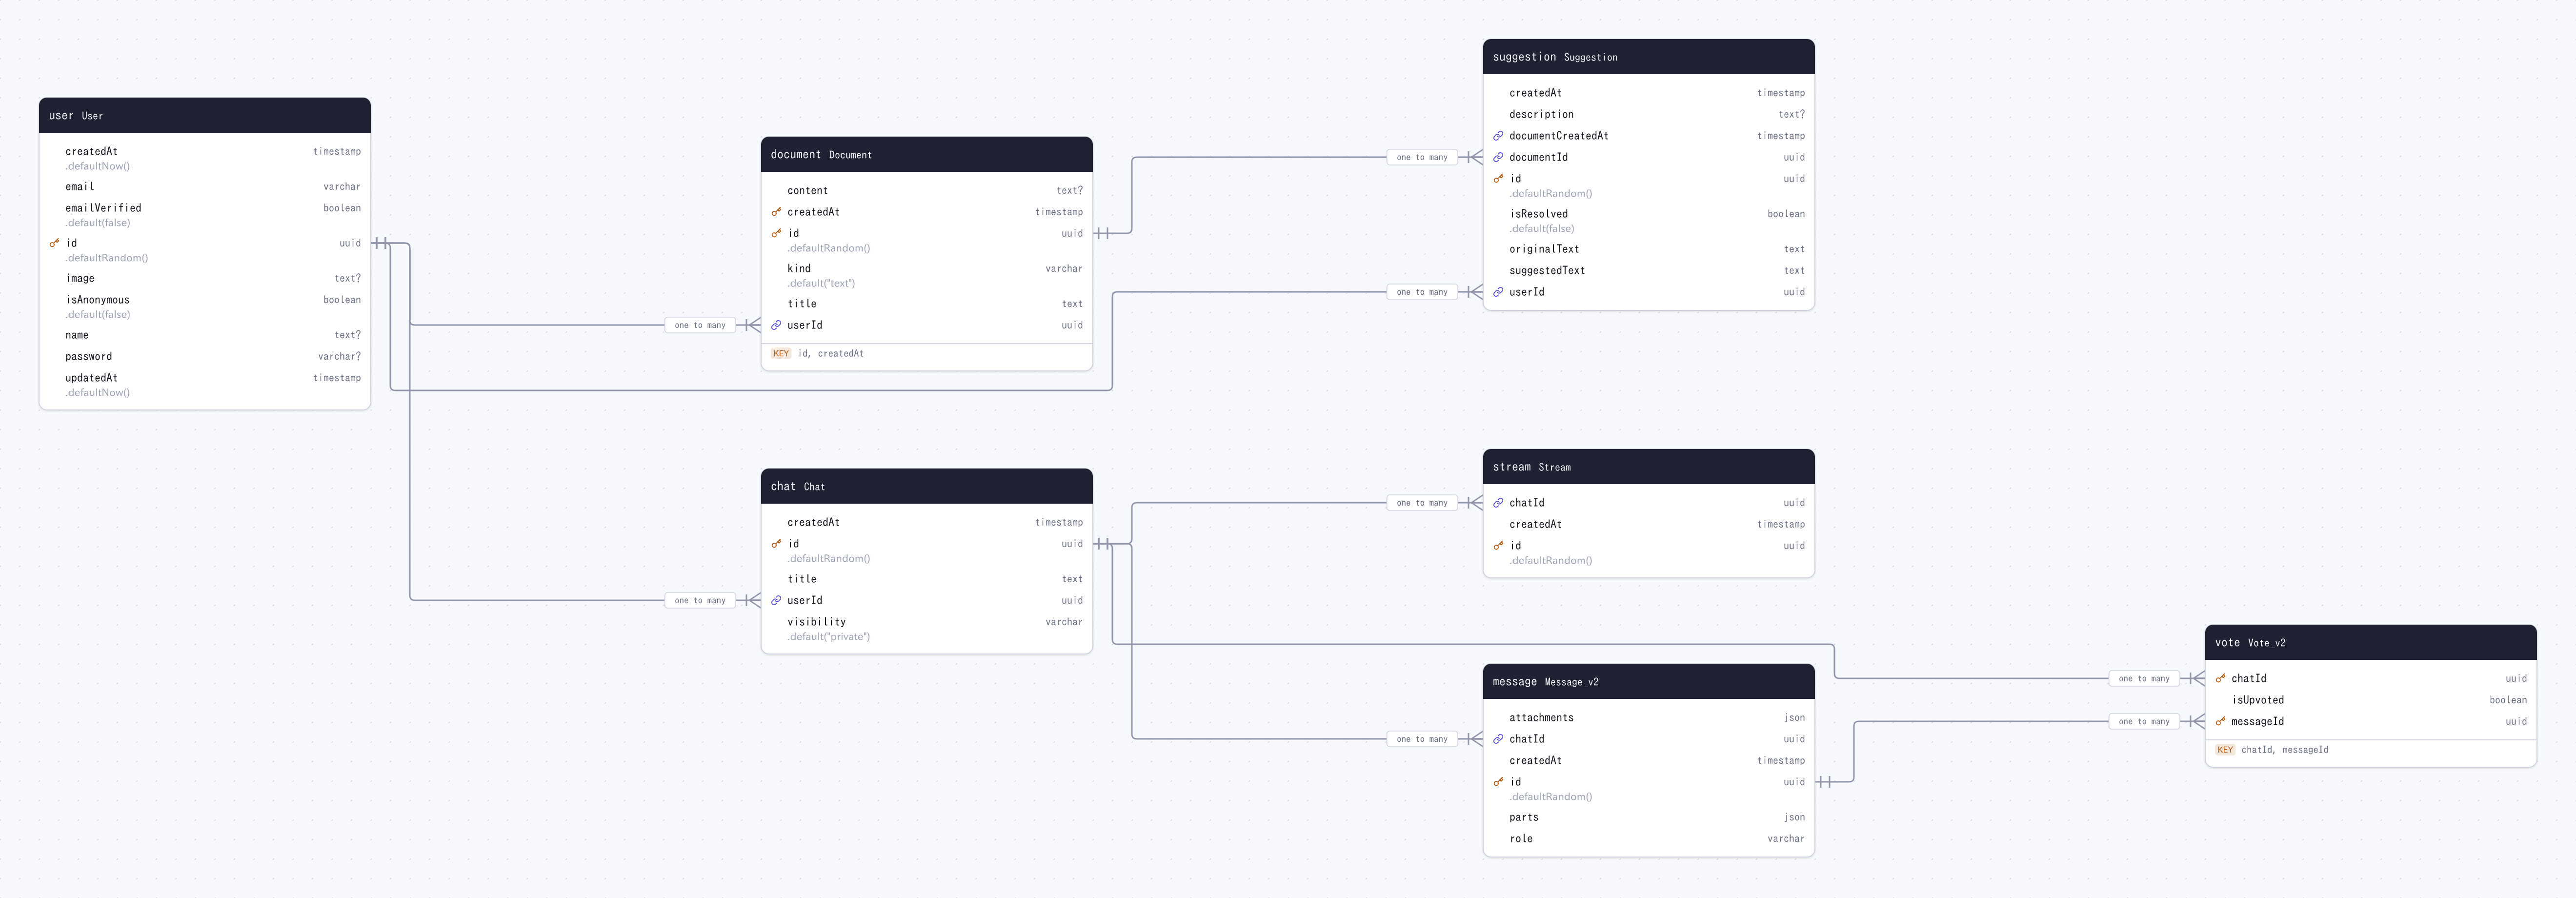 user User
createdAt timestamp
.defaultNow()
email varchar
emailVerified boolean
.default(false)
id uuid
.defaultRandom()
image text?
isAnonymous boolean
.default(false)
name text?
password varchar?
updatedAt timestamp
.defaultNow()
one to many
one to many
document Document
content text?
createdAt timestamp
id uuid
.defaultRandom()
kind varchar
.default("text")
title text
userId uuid
KEY id, createdAt
chat Chat
createdAt timestamp
id uuid
.defaultRandom()
title text
userId uuid
visibility varchar
.default("private")
one to many
one to many
one to many
one to many
suggestion Suggestion
createdAt timestamp
description text?
documentCreatedAt timestamp
documentId uuid
id uuid
.defaultRandom()
isResolved boolean
.default(false)
originalText text
suggestedText text
userId uuid
stream Stream
chatId uuid
createdAt timestamp
id uuid
.defaultRandom()
message Message_v2
attachments json
chatId uuid
createdAt timestamp
id uuid
.defaultRandom()
parts json
role varchar
one to many
one to many
vote Vote_v2
chatId uuid
isUpvoted boolean
messageId uuid
KEY chatId, messageId